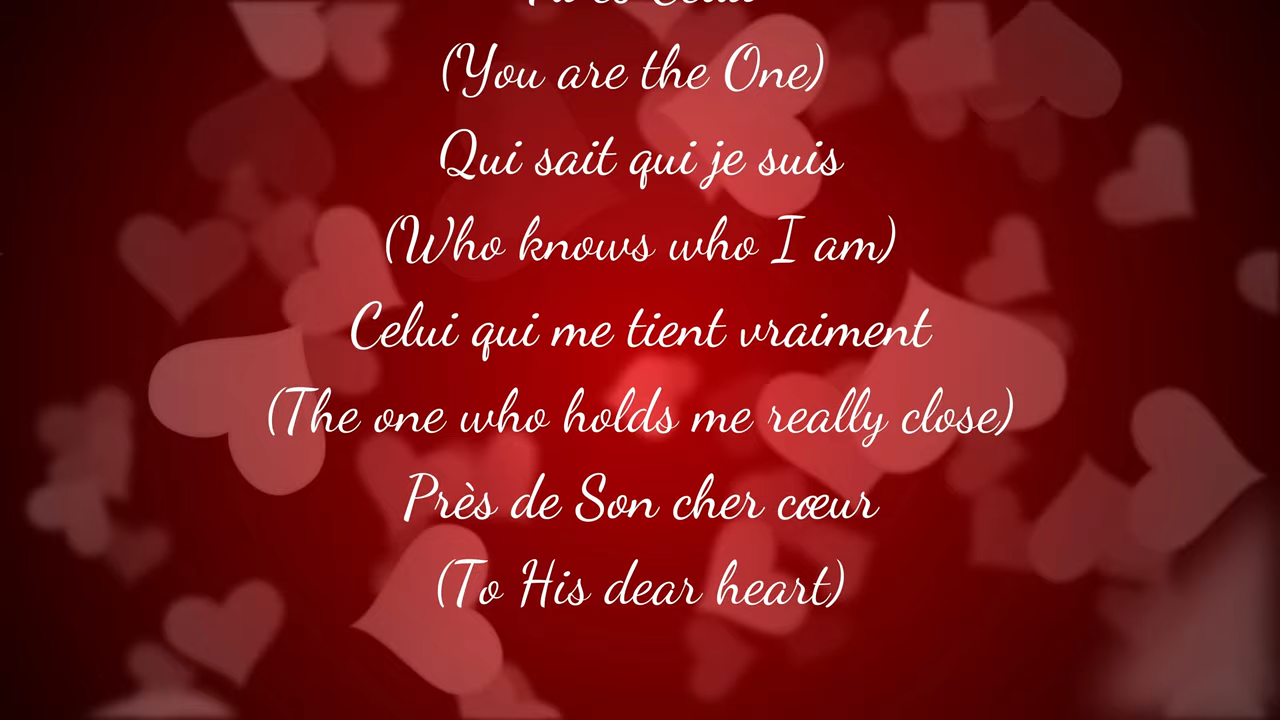 (You are the One)
Qui sait qui je suis
(Who knows who I am)
Celui qui me tient vraiment
(The one who holds me really close)
Près de Son cher cœur
(To His dear heart)